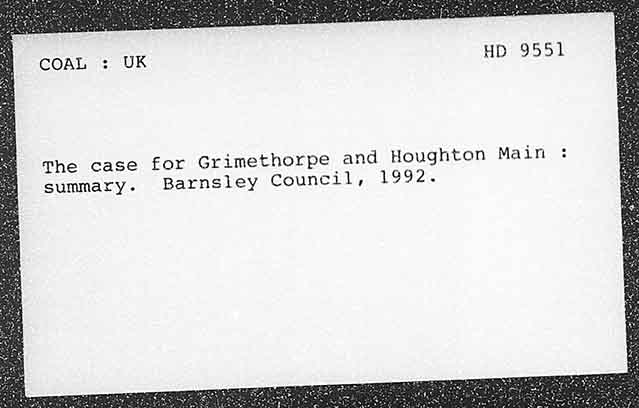 COAL : UK
HD 9551
The case for Grimethorpe and Houghton Main :
summary. Barnsley Council, 1992.